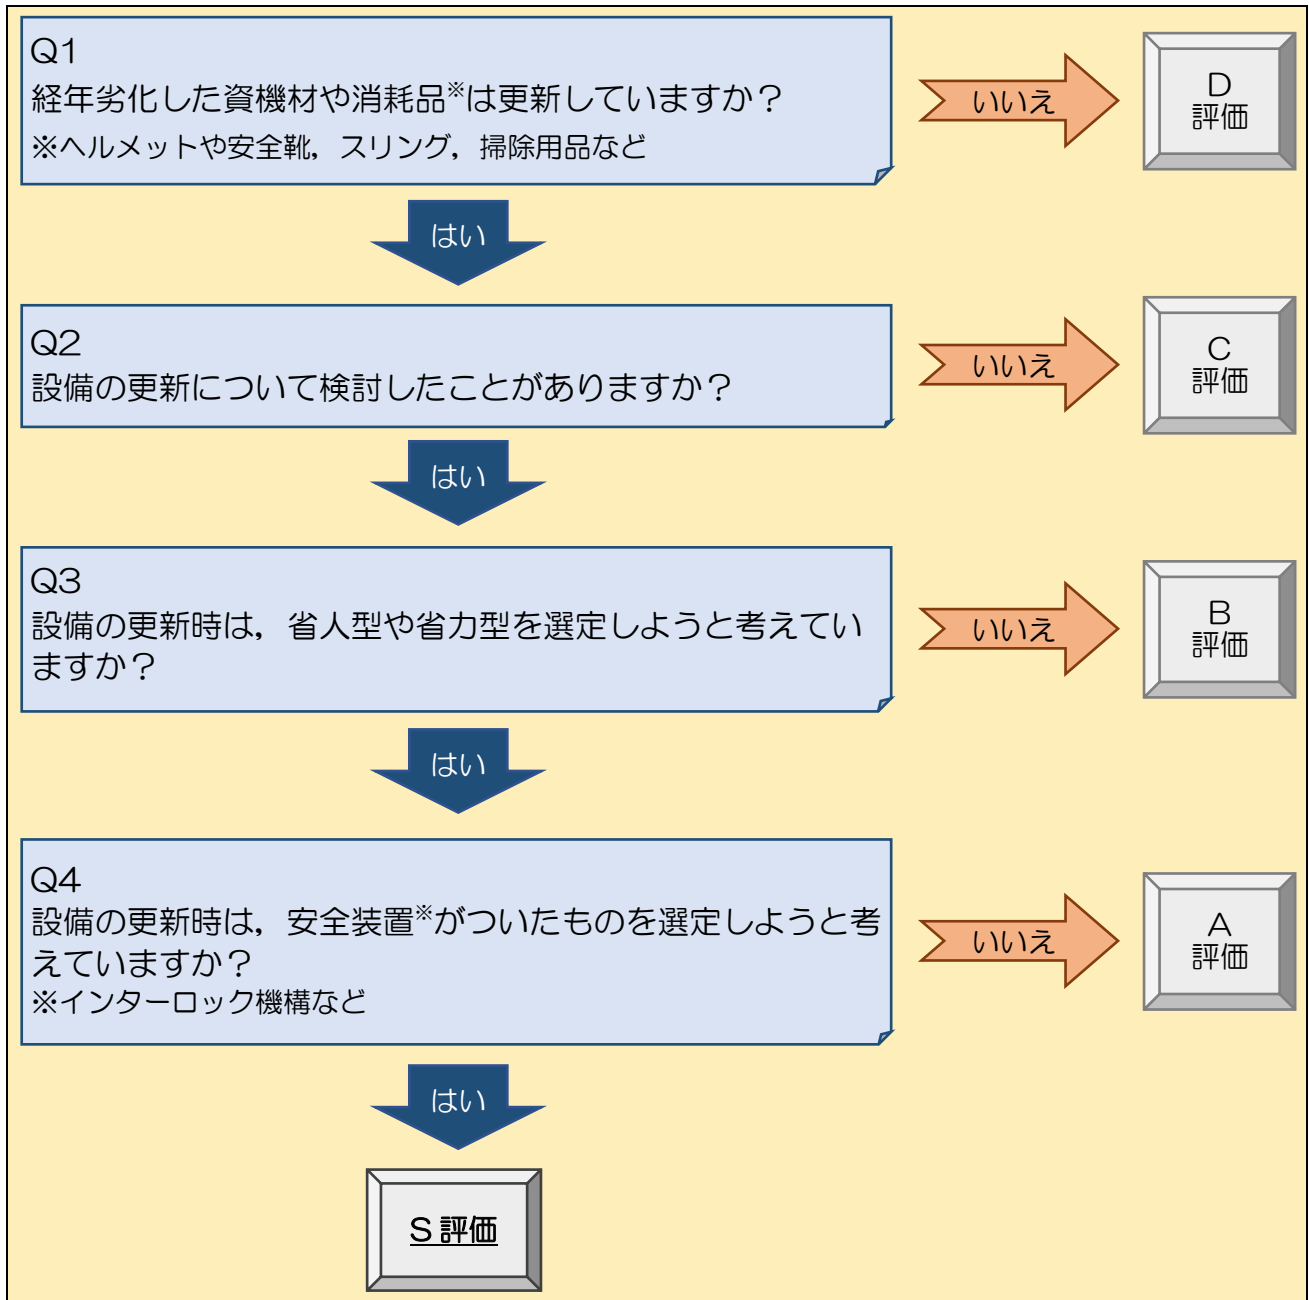 Q1
経年劣化した資機材や消耗品※は更新していますか？
※ヘルメットや安全靴，スリング，掃除用品など
いいえ
D
評価
はい
Q2
設備の更新について検討したことがありますか？
いいえ
C
評価
はい
Q3
設備の更新時は，省人型や省力型を選定しようと考えてい
ますか？
いいえ
B
評価
はい
Q4
設備の更新時は，安全装置※がついたものを選定しようと考
えていますか？
※インターロック機構など
いいえ
A
評価
はい
S評価